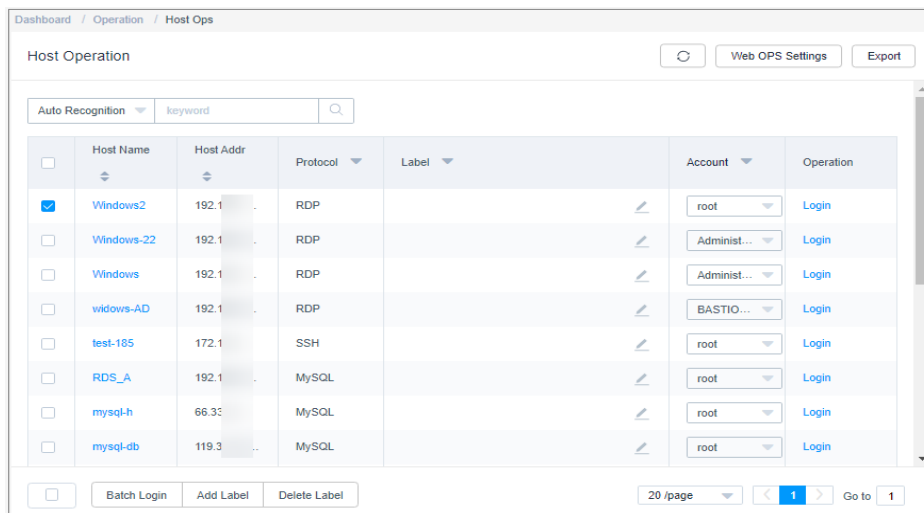 Dashboard / Operation / Host Ops
Host Operation
Web OPS Settings
Export
Auto Recognition
keyword
Host Name
Host Addr
Protocol
Label
Account
Operation
Windows2 192.1 . RDP root Login
Windows-22 192.1 . RDP Administ... Login
Windows 192.1 . RDP Administ... Login
widows-AD 192.1 . RDP BASTIO... Login
test-185 172.1 SSH root Login
RDS_A 192.1 . MySQL root Login
mysql-h 66.33 MySQL root Login
mysql-db 119.3 .. MySQL root Login
Batch Login
Add Label
Delete Label
20 /page < 1 > Go to 1